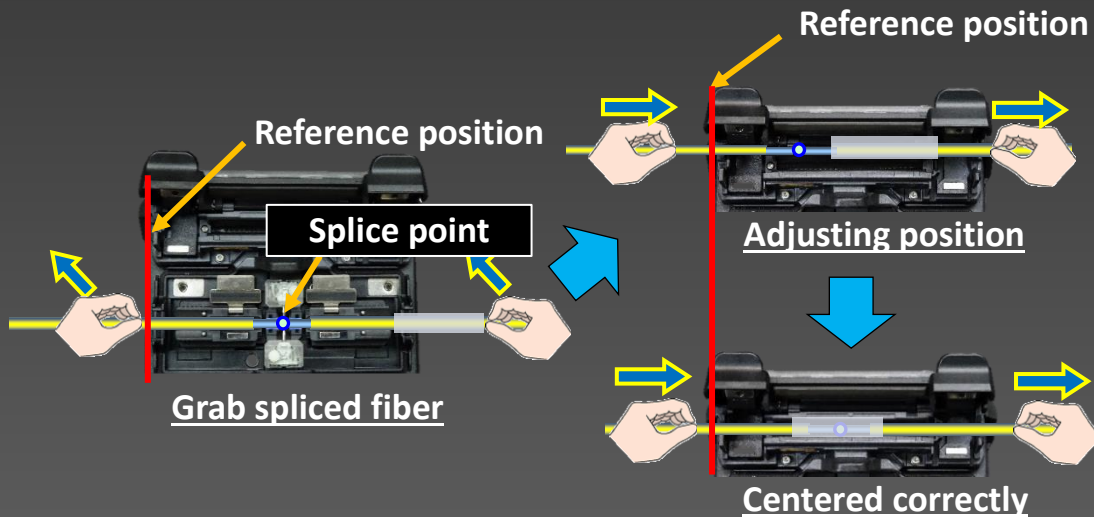 Reference position
Splice point
Grab spliced fiber
Reference position
Adjusting position
Centered correctly